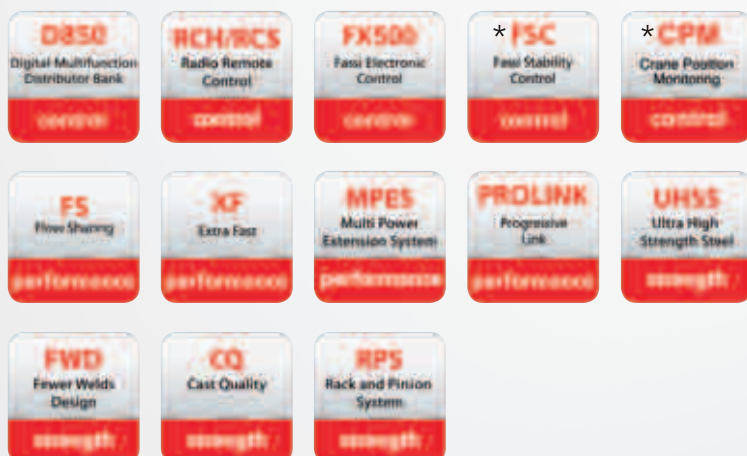 D850
Digital Multifunction
Distributor Bank
control
RCH/RCS
Radio Remote
Control
control
FX500
Fassi Electronic
Control
control
* FSC
Fassi Stability
Control
control
* CPM
Crane Position
Monitoring
control
FS
Flow Sharing
performance
XF
Extra Fast
performance
MPES
Multi Power
Extension System
performance
PROLINK
Progressive
Link
performance
UHSS
Ultra High
Strength Steel
strength
FWD
Fewer Welds
Design
strength
CQ
Cast Quality
strength
RPS
Rack and Pinion
System
strength